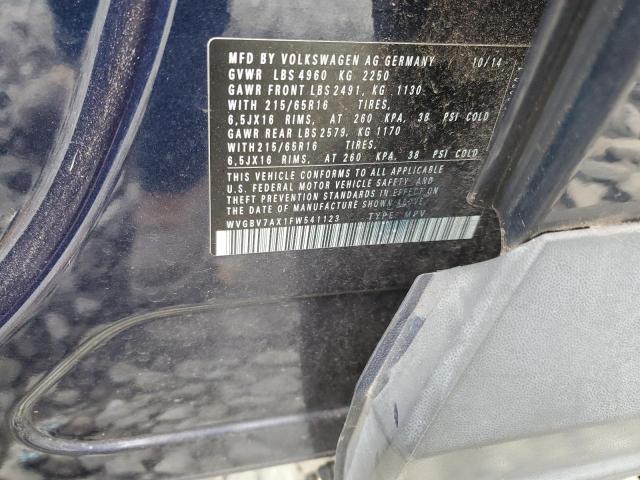 MFD BY VOLKSWAGEN AG GERMANY 10/14
GVWR LBS 4960 KG 2250
GAWR FRONT LBS 2491, KG 1130
WITH 215/65R16 TIRES,
6,5JX16 RIMS, AT 260 KPA, 38 PSI COLD
GAWR REAR LBS 2579, KG 1170
WITH 215/65R16 TIRES,
6,5JX16 RIMS, AT 260 KPA, 38 PSI COLD
THIS VEHICLE CONFORMS TO ALL APPLICABLE
U.S. FEDERAL MOTOR VEHICLE SAFETY AND
THEFT PREVENTION STANDARDS IN EFFECT ON
THE DATE OF MANUFACTURE SHOWN ABOVE.
WVGBV7AX1FW541123 TYPE: MPV